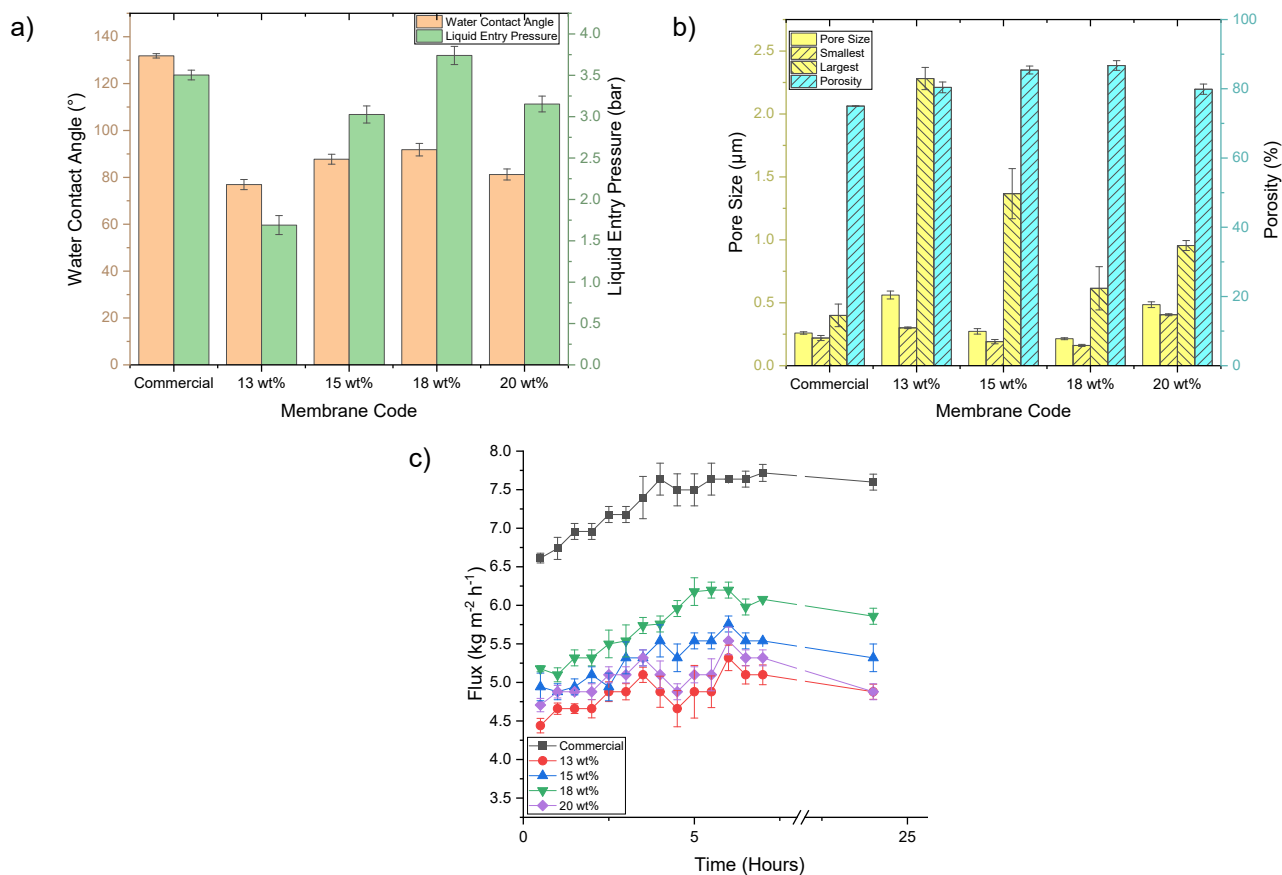 a)
Water Contact Angle
Liquid Entry Pressure
140
120
100
80
60
40
20
0
Water Contact Angle (°)
4.0
3.5
3.0
2.5
2.0
1.5
1.0
0.5
0.0
Liquid Entry Pressure (bar)
Commercial 13 wt% 15 wt% 18 wt% 20 wt%
Membrane Code
b)
Pore Size
Smallest
Largest
Porosity
2.5
2.0
1.5
1.0
0.5
0.0
Pore Size (µm)
100
80
60
40
20
0
Porosity (%)
Commercial 13 wt% 15 wt% 18 wt% 20 wt%
Membrane Code
c)
8.0
7.5
7.0
6.5
6.0
5.5
5.0
4.5
4.0
3.5
Flux (kg m⁻² h⁻¹)
Commercial
13 wt%
15 wt%
18 wt%
20 wt%
0 5 25
Time (Hours)